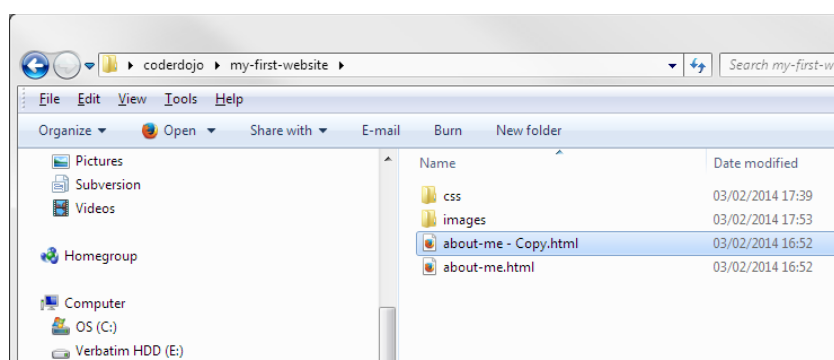 coderdojo my-first-website Search my-first-w
File Edit View Tools Help
Organize Open Share with E-mail Burn New folder
Pictures
Subversion
Videos
Homegroup
Computer
OS (C:)
Verbatim HDD (E:)
Name Date modified
css 03/02/2014 17:39
images 03/02/2014 17:53
about-me - Copy.html 03/02/2014 16:52
about-me.html 03/02/2014 16:52